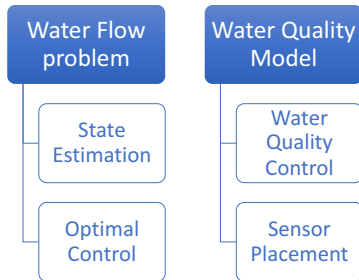 Water Flow
problem
State
Estimation
Optimal
Control
Water Quality
Model
Water
Quality
Control
Sensor
Placement